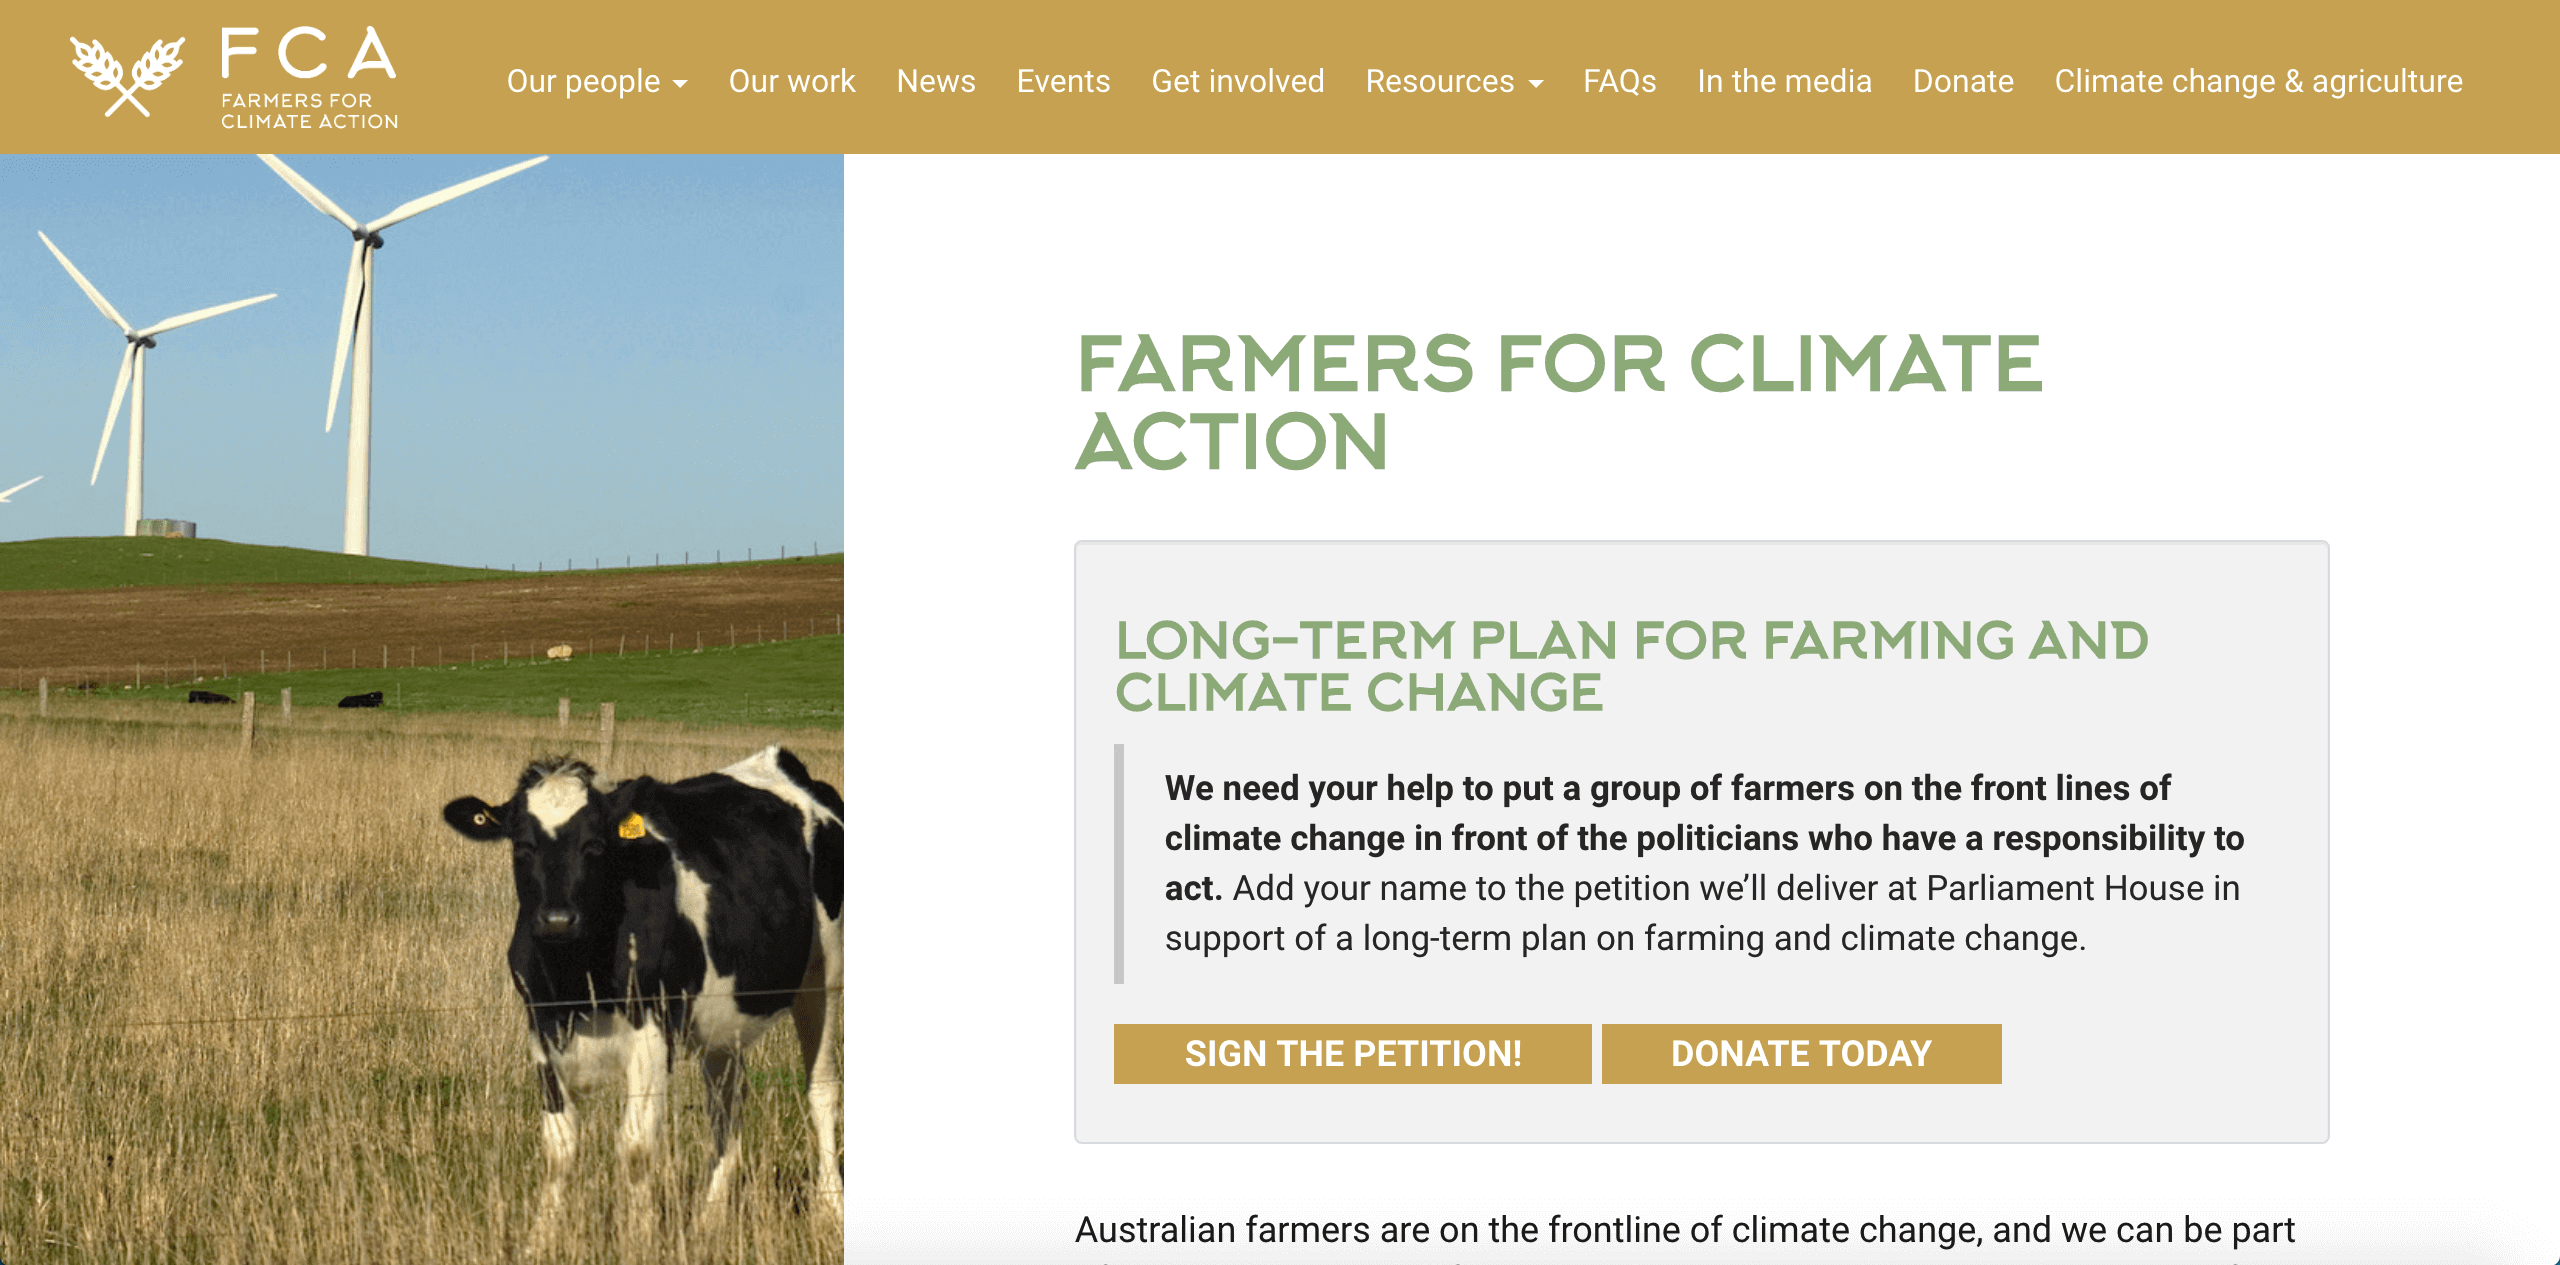 FCA
FARMERS FOR
CLIMATE ACTION
Our people Our work News Events Get involved Resources FAQs In the media Donate Climate change & agriculture
FARMERS FOR CLIMATE
ACTION
LONG-TERM PLAN FOR FARMING AND
CLIMATE CHANGE
We need your help to put a group of farmers on the front lines of
climate change in front of the politicians who have a responsibility to
act. Add your name to the petition we’ll deliver at Parliament House in
support of a long-term plan on farming and climate change.
SIGN THE PETITION! DONATE TODAY
Australian farmers are on the frontline of climate change, and we can be part